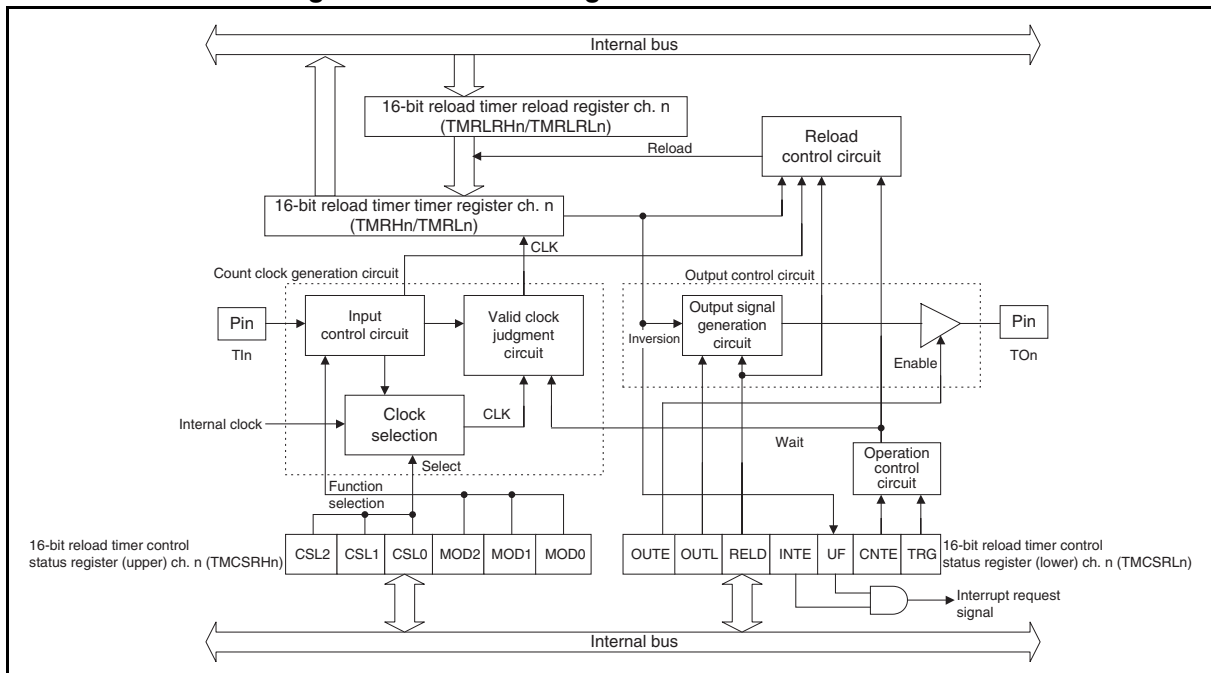 Internal bus
16-bit reload timer reload register ch. n
(TMRLRHn/TMRLRLn)
Reload
control circuit
Reload
16-bit reload timer timer register ch. n
(TMRHn/TMRLn)
CLK
Count clock generation circuit
Output control circuit
Pin
TIn
Input
control circuit
Valid clock
judgment
circuit
Inversion
Output signal
generation
circuit
Enable
Pin
TOn
Internal clock
Clock
selection
CLK
Select
Wait
Operation
control
circuit
Function
selection
16-bit reload timer control
status register (upper) ch. n (TMCSRHn)
CSL2 CSL1 CSL0 MOD2 MOD1 MOD0
OUTE OUTL RELD INTE UF CNTE TRG
16-bit reload timer control
status register (lower) ch. n (TMCSRLn)
Interrupt request
signal
Internal bus